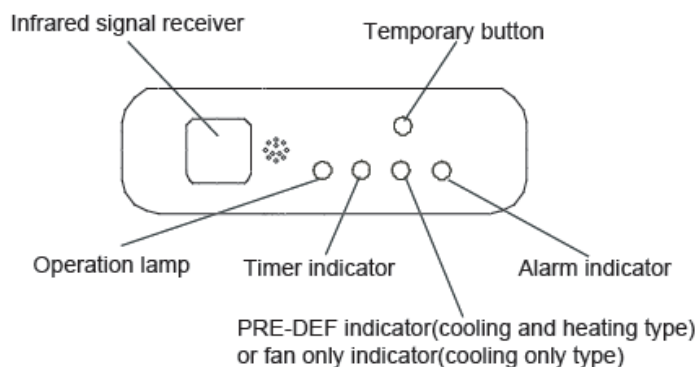 Infrared signal receiver
Temporary button
Operation lamp
Timer indicator
Alarm indicator
PRE-DEF indicator(cooling and heating type)
or fan only indicator(cooling only type)